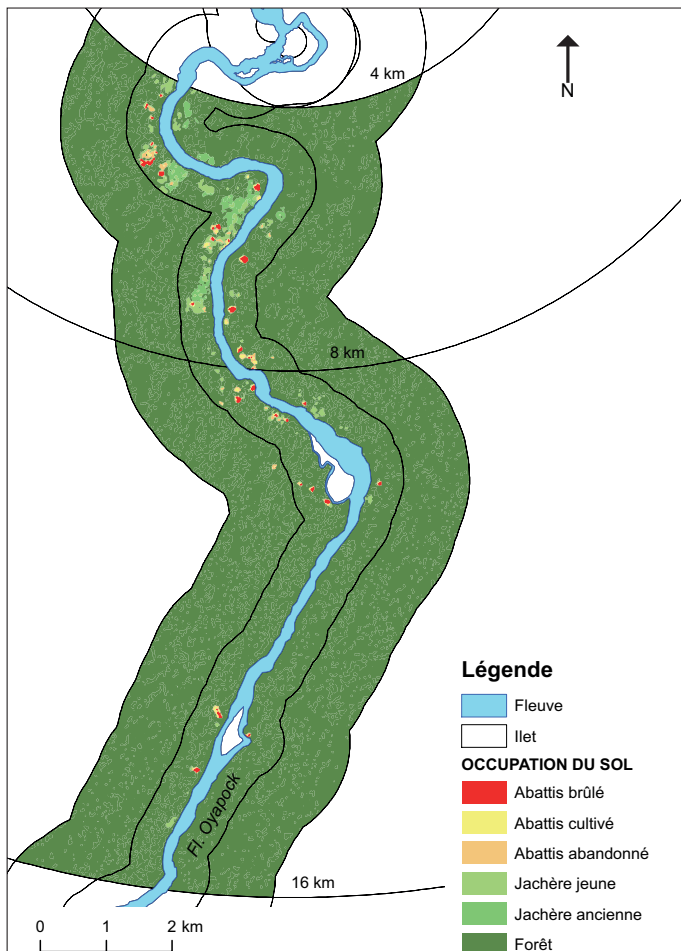 4 km
N
8 km
Fl. Oyapock
16 km
0 1 2 km
Légende
Fleuve
Ilet
OCCUPATION DU SOL
Abattis brûlé
Abattis cultivé
Abattis abandonné
Jachère jeune
Jachère ancienne
Forêt